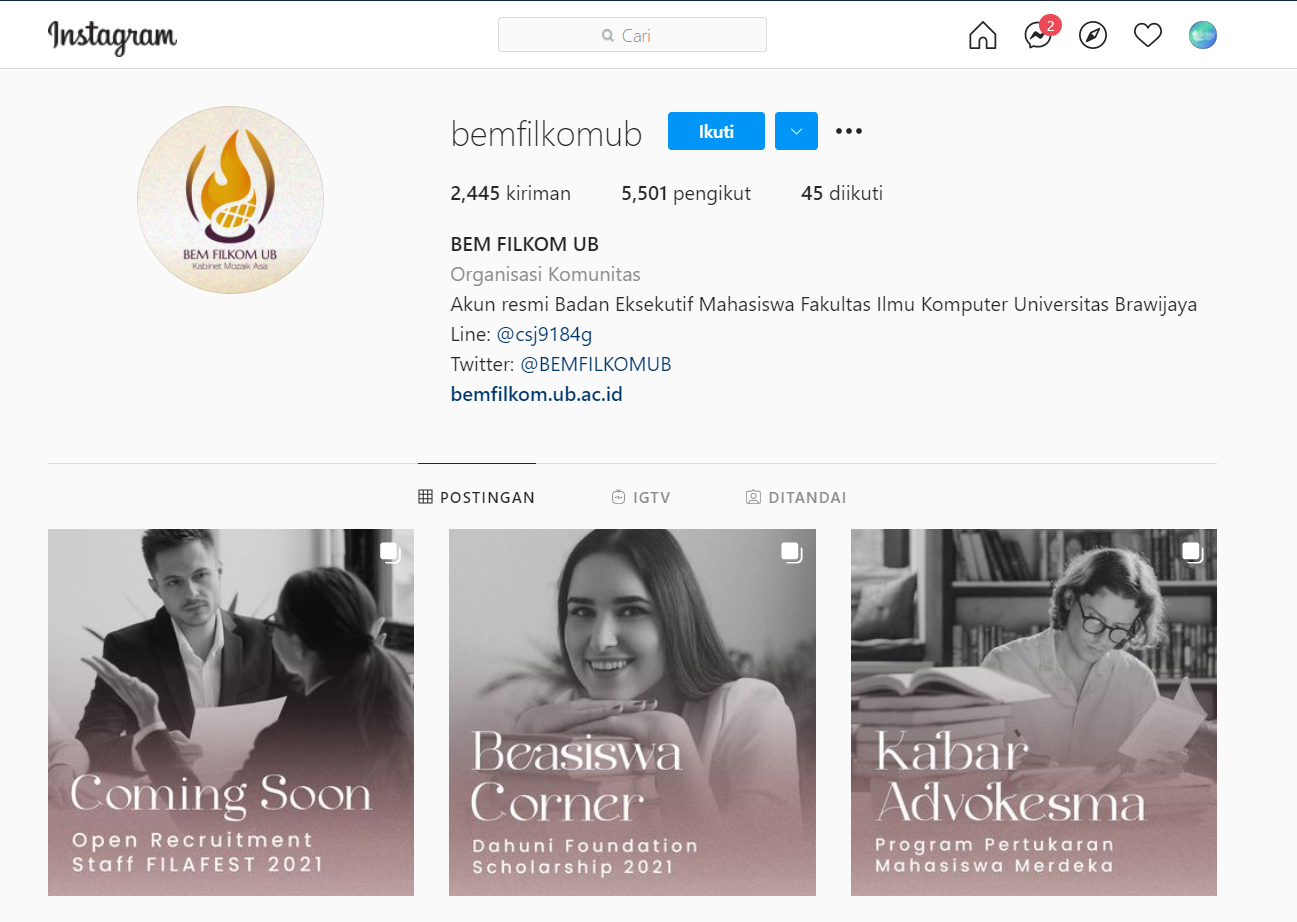 Instagram
Cari
2
bemfilkomub
Ikuti
2,445 kiriman 5,501 pengikut 45 diikuti
BEM FILKOM UB
Kabinet Mozaik Asa
BEM FILKOM UB
Organisasi Komunitas
Akun resmi Badan Eksekutif Mahasiswa Fakultas Ilmu Komputer Universitas Brawijaya
Line: @csj9184g
Twitter: @BEMFILKOMUB
bemfilkom.ub.ac.id
POSTINGAN IGTV DITANDAI
Coming Soon
Open Recruitment
Staff FILAFEST 2021
Beasiswa
Corner
Dahuni Foundation
Scholarship 2021
Kabar
Advokesma
Program Pertukaran
Mahasiswa Merdeka